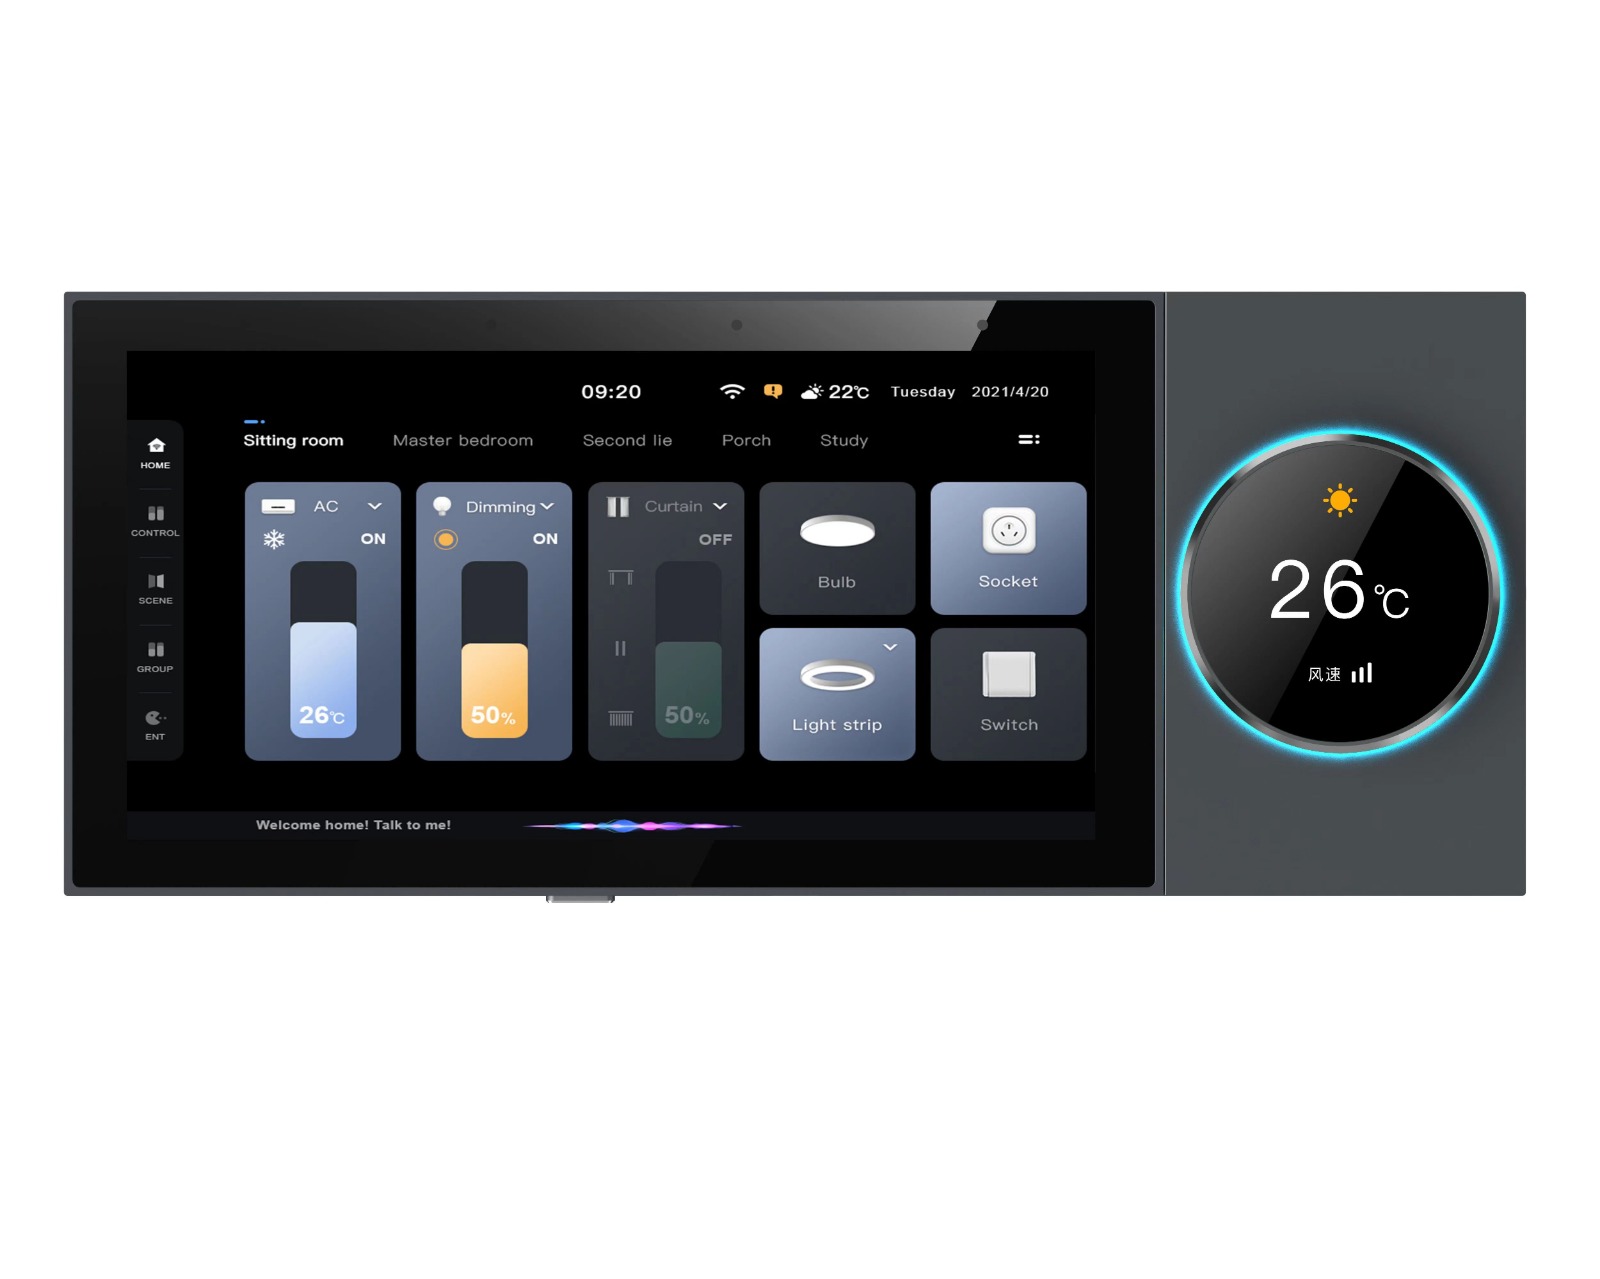 09:20 22℃ Tuesday 2021/4/20
Sitting room Master bedroom Second lie Porch Study
HOME
CONTROL
SCENE
GROUP
ENT
AC
ON
26℃
Dimming
ON
50%
Curtain
OFF
50%
Bulb
Socket
Light strip
Switch
Welcome home! Talk to me!
26℃
风速